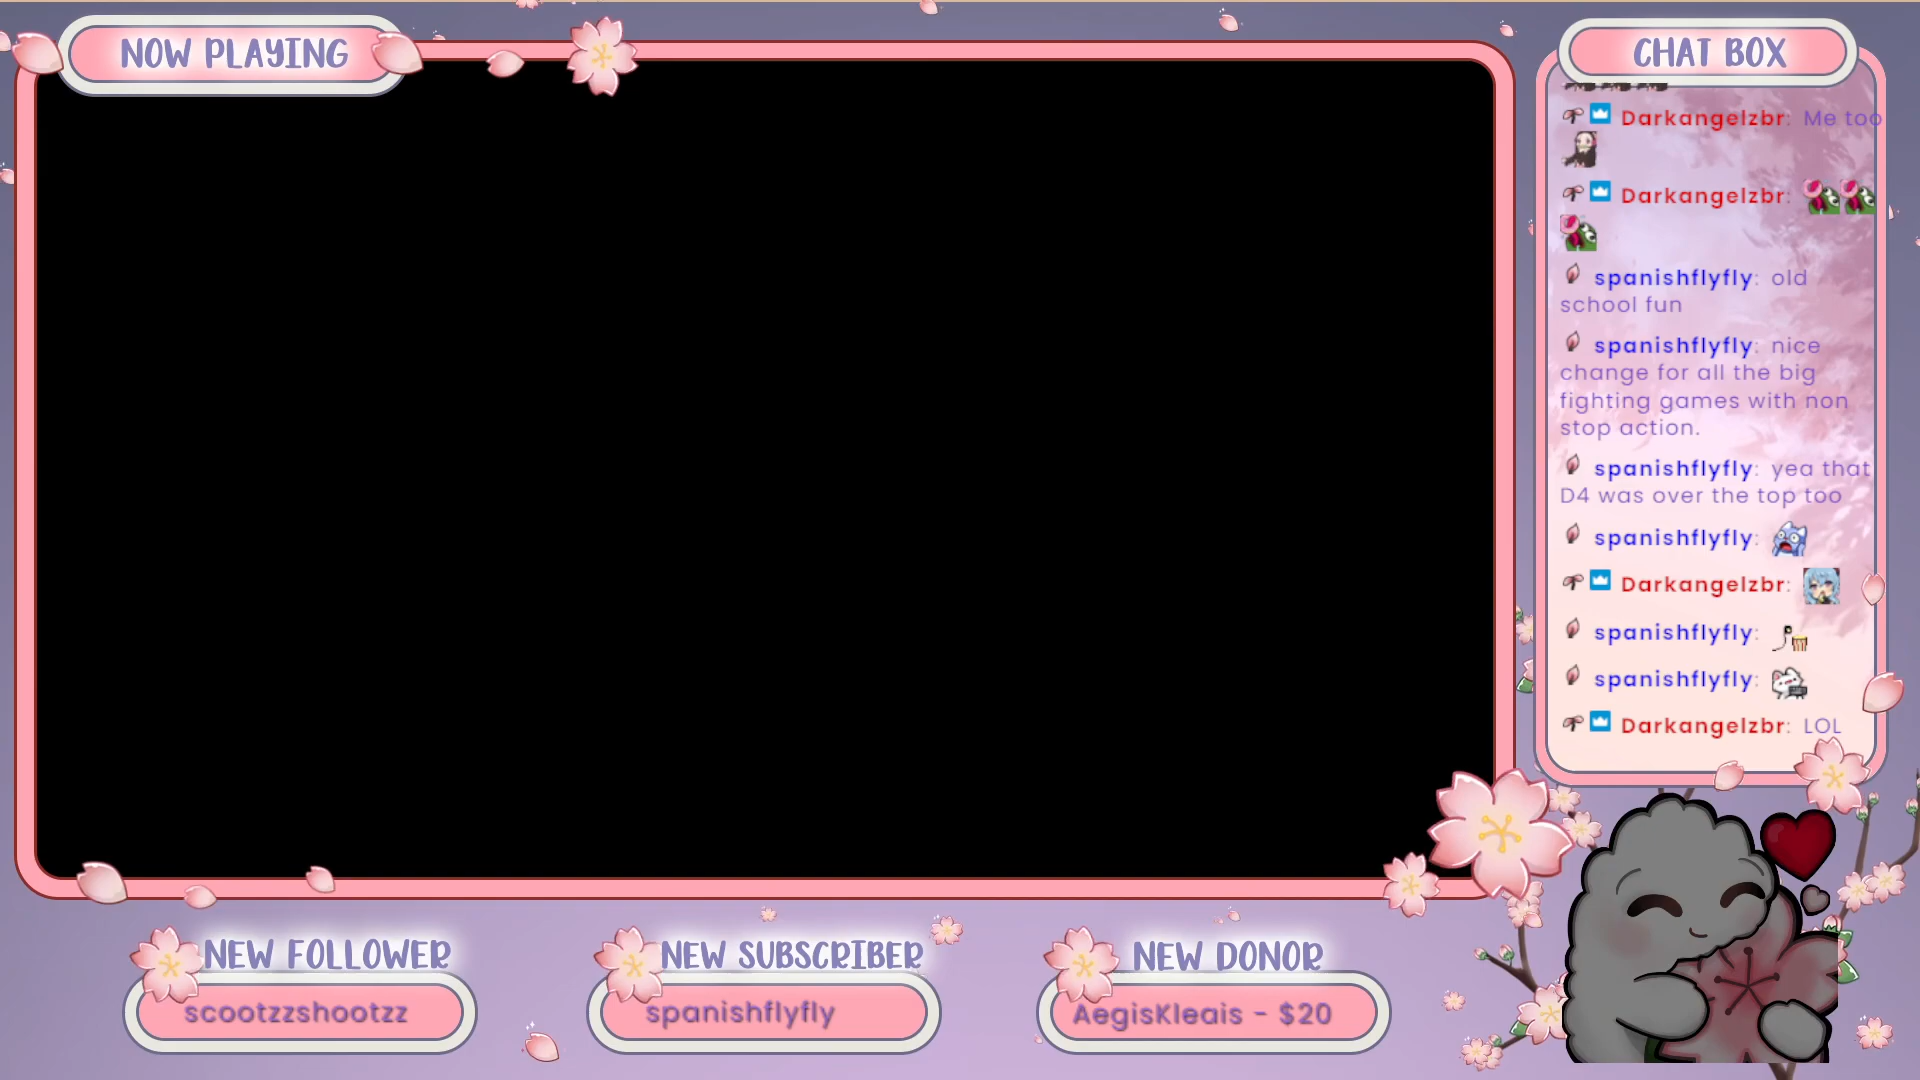 NOW PLAYING
CHAT BOX
Darkangelzbr: Me too
Darkangelzbr:
spanishflyfly: old
school fun
spanishflyfly: nice
change for all the big
fighting games with non
stop action.
spanishflyfly: yea that
D4 was over the top too
spanishflyfly:
Darkangelzbr:
spanishflyfly:
spanishflyfly:
Darkangelzbr: LOL
NEW FOLLOWER
scootzzshootzz
NEW SUBSCRIBER
spanishflyfly
NEW DONOR
AegisKleais - $20